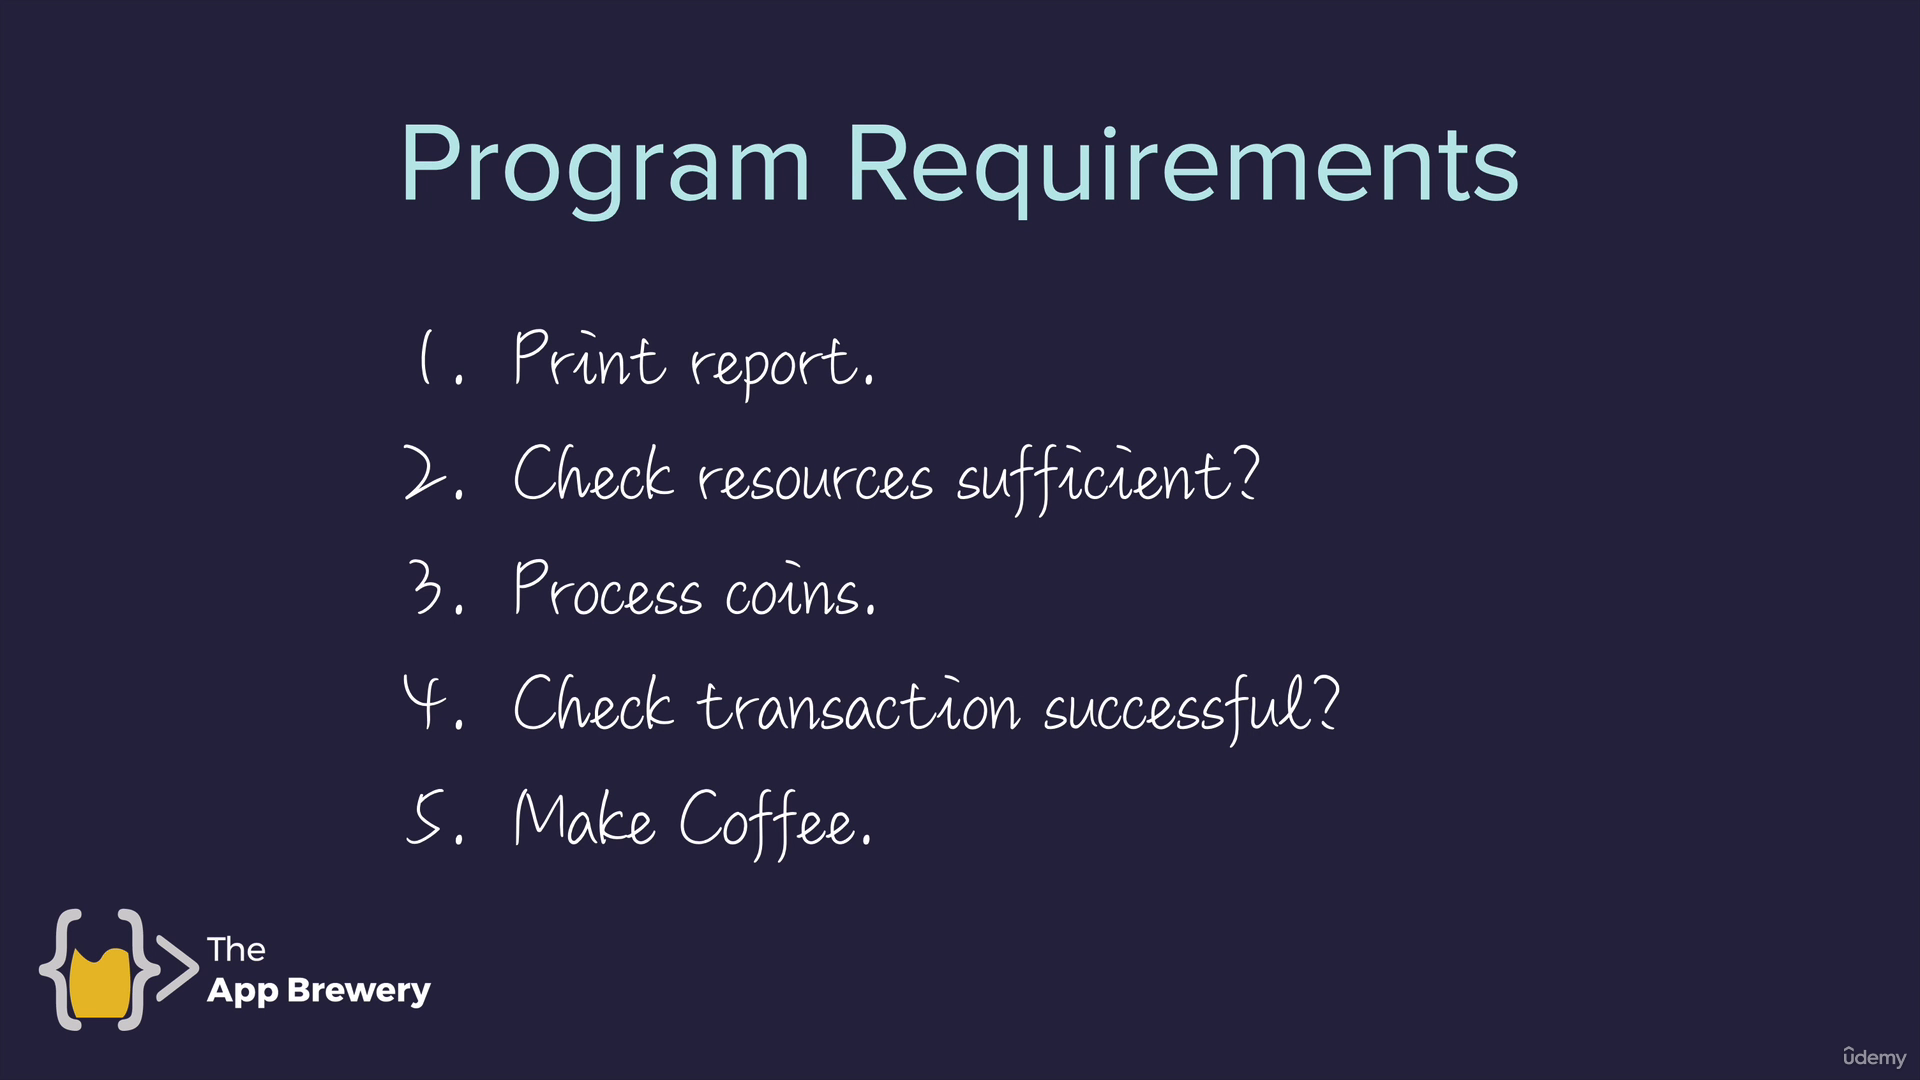 Program Requirements
1. Print report.
2. Check resources sufficient?
3. Process coins.
4. Check transaction successful?
5. Make Coffee.
The
App Brewery
udemy